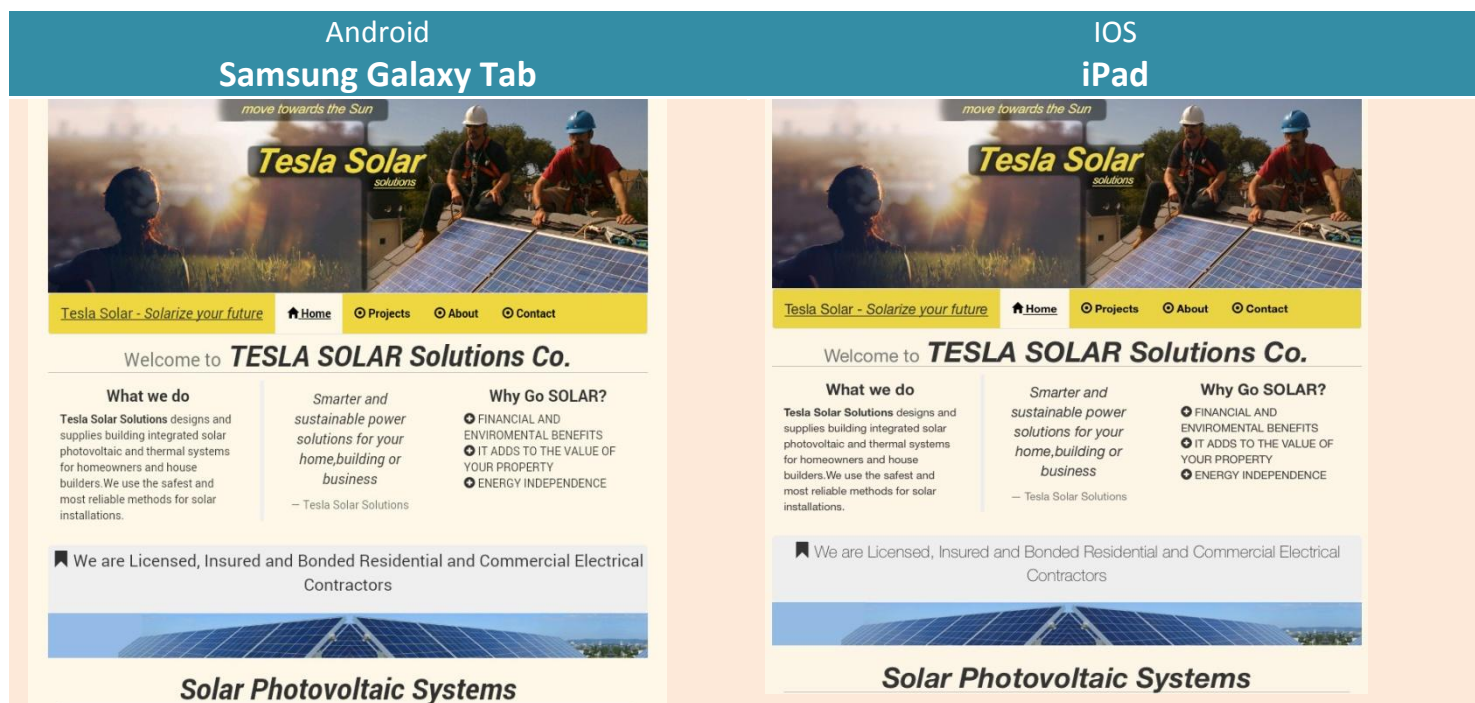 Android
Samsung Galaxy Tab
move towards the Sun
Tesla Solar
solutions
Tesla Solar - Solarize your future Home Projects About Contact
Welcome to TESLA SOLAR Solutions Co.
What we do
Tesla Solar Solutions designs and
supplies building integrated solar
photovoltaic and thermal systems
for homeowners and house
builders.We use the safest and
most reliable methods for solar
installations.
Smarter and
sustainable power
solutions for your
home,building or
business
— Tesla Solar Solutions
Why Go SOLAR?
FINANCIAL AND
ENVIROMENTAL BENEFITS
IT ADDS TO THE VALUE OF
YOUR PROPERTY
ENERGY INDEPENDENCE
We are Licensed, Insured and Bonded Residential and Commercial Electrical
Contractors
Solar Photovoltaic Systems
IOS
iPad
move towards the Sun
Tesla Solar
solutions
Tesla Solar - Solarize your future Home Projects About Contact
Welcome to TESLA SOLAR Solutions Co.
What we do
Tesla Solar Solutions designs and
supplies building integrated solar
photovoltaic and thermal systems
for homeowners and house
builders.We use the safest and
most reliable methods for solar
installations.
Smarter and
sustainable power
solutions for your
home,building or
business
— Tesla Solar Solutions
Why Go SOLAR?
FINANCIAL AND
ENVIROMENTAL BENEFITS
IT ADDS TO THE VALUE OF
YOUR PROPERTY
ENERGY INDEPENDENCE
We are Licensed, Insured and Bonded Residential and Commercial Electrical
Contractors
Solar Photovoltaic Systems